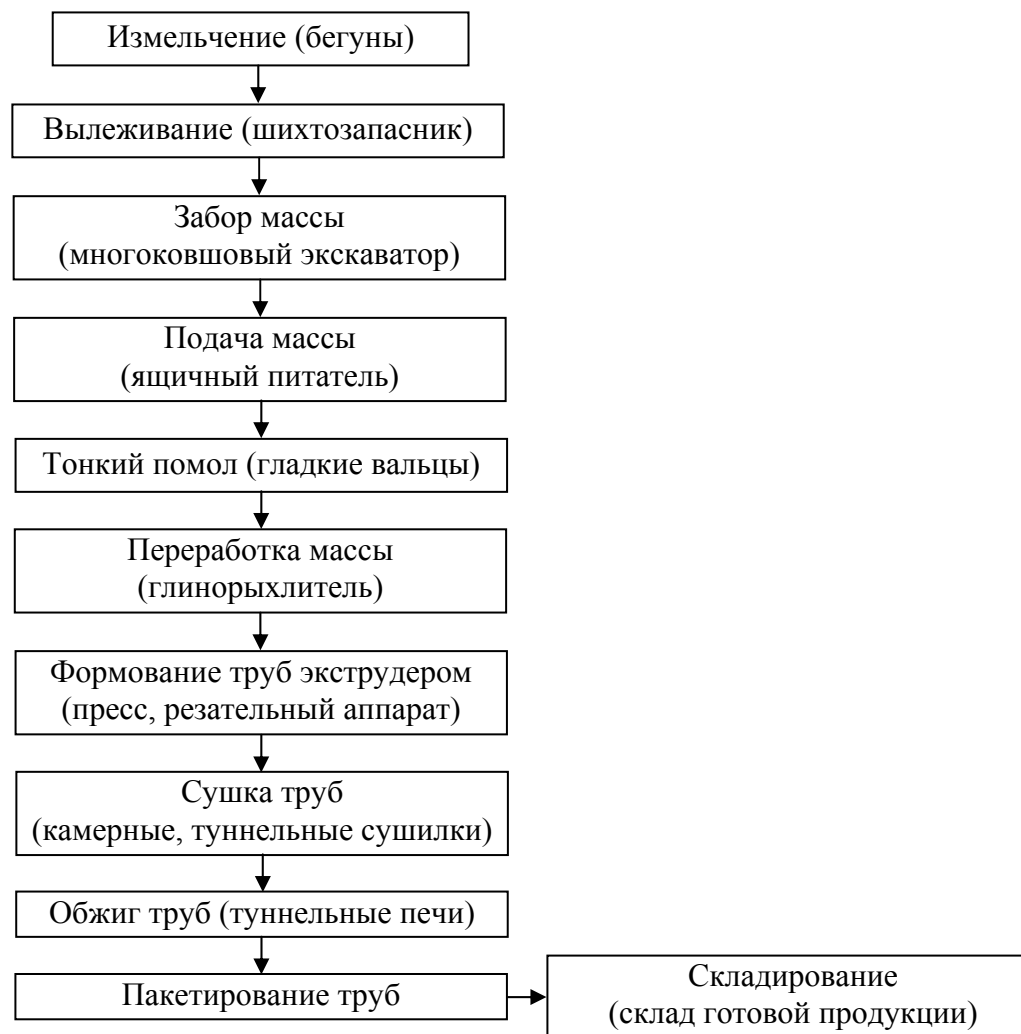 Измельчение (бегуны)
Вылеживание (шихтозапасник)
Забор массы
(многоковшовый экскаватор)
Подача массы
(ящичный питатель)
Тонкий помол (гладкие вальцы)
Переработка массы
(глинорыхлитель)
Формование труб экструдером
(пресс, резательный аппарат)
Сушка труб
(камерные, туннельные сушилки)
Обжиг труб (туннельные печи)
Пакетирование труб
Складирование
(склад готовой продукции)